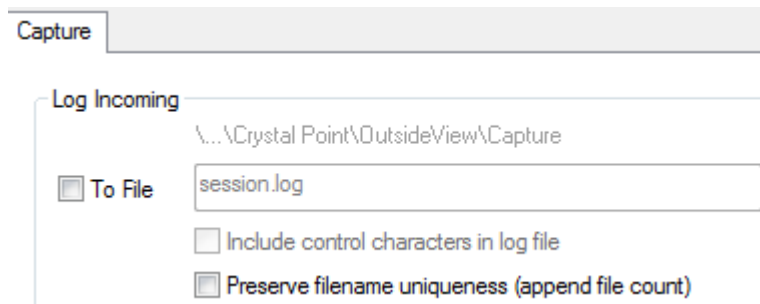 Capture
Log Incoming
\...\Crystal Point\OutsideView\Capture
To File
session.log
Include control characters in log file
Preserve filename uniqueness (append file count)